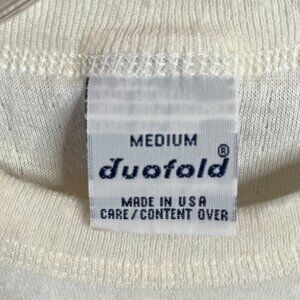 MEDIUM
duofold®
MADE IN USA
CARE/CONTENT OVER